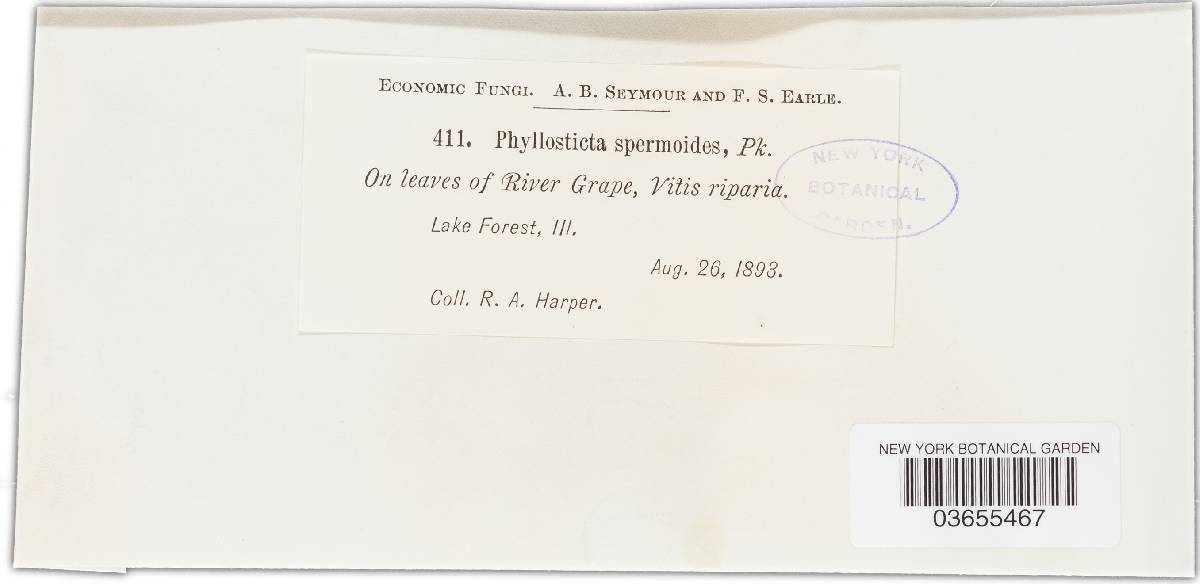 ECONOMIC FUNGI. A. B. SEYMOUR AND F. S. EARLE.
411. Phyllosticta spermoides, Pk.
On leaves of River Grape, Vitis riparia.
Lake Forest, Ill.
Aug. 26, 1893.
Coll. R. A. Harper.
NEW YORK
BOTANICAL
GARDEN.
NEW YORK BOTANICAL GARDEN
03655467